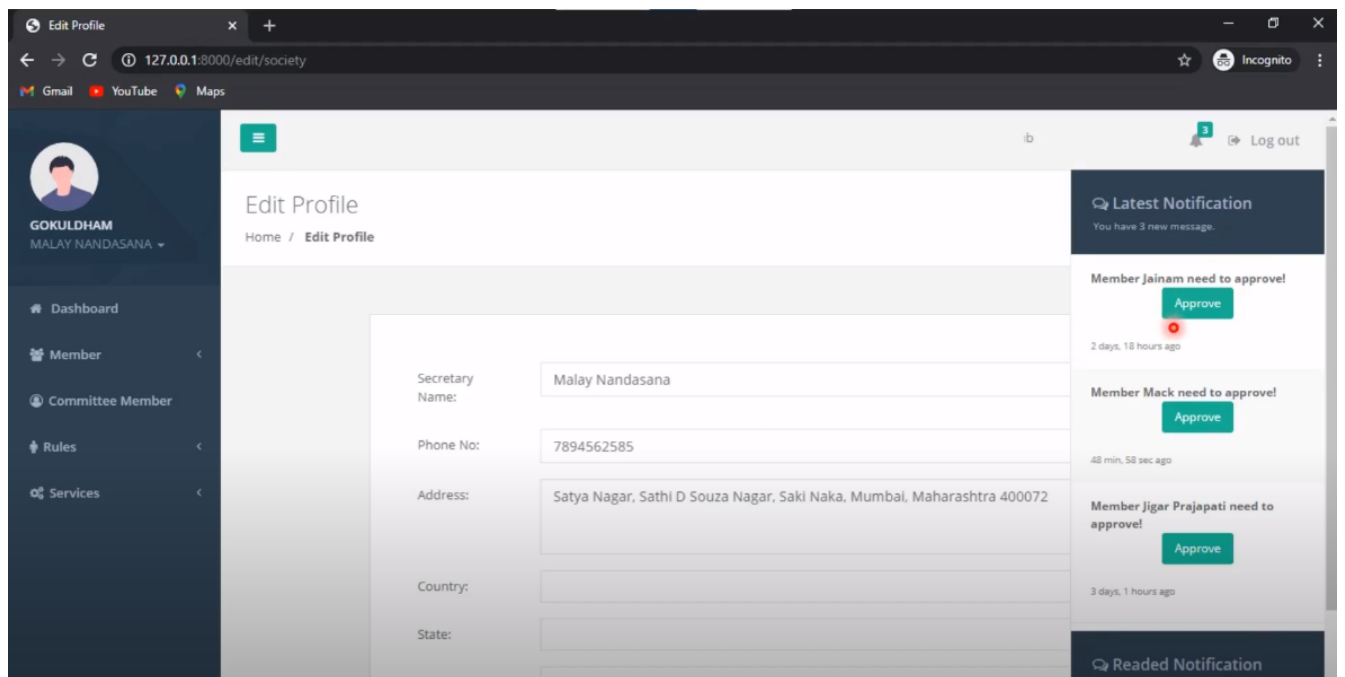 Edit Profile
127.0.0.1:8000/edit/society
Incognito
Gmail YouTube Maps
3
Log out
GOKULDHAM
MALAY NANDASANA
Dashboard
Member
Committee Member
Rules
Services
Edit Profile
Home / Edit Profile
Secretary
Name:
Malay Nandasana
Phone No:
7894562585
Address:
Satya Nagar, Sathi D Souza Nagar, Saki Naka, Mumbai, Maharashtra 400072
Country:
State:
Latest Notification
You have 3 new message.
Member Jainam need to approve!
Approve
2 days, 18 hours ago
Member Mack need to approve!
Approve
48 min, 58 sec ago
Member Jigar Prajapati need to
approve!
Approve
3 days, 1 hours ago
Readed Notification